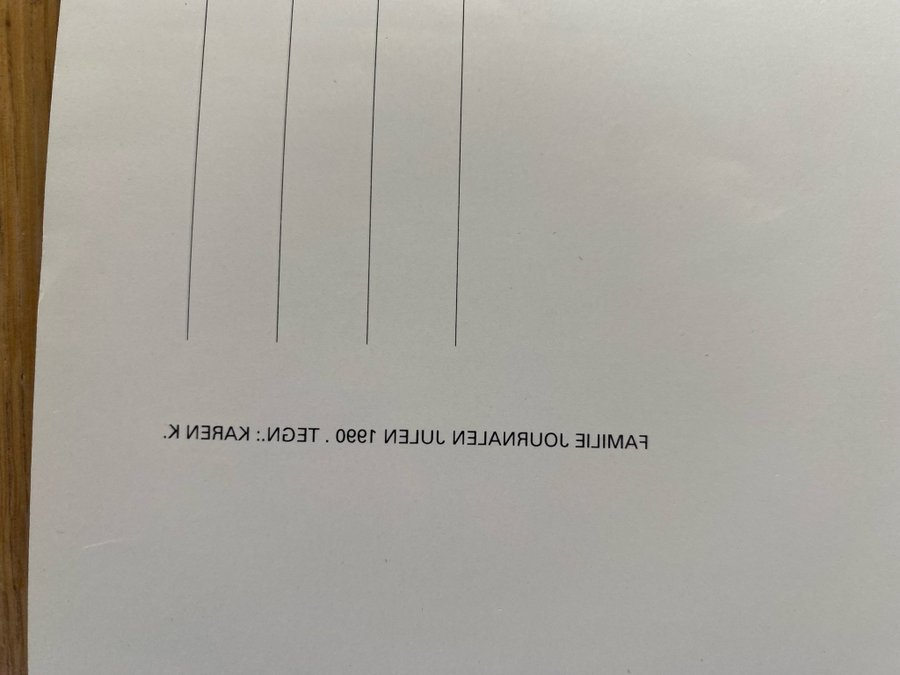 FAMILIE JOURNALEN JULEN 1990 . TEGN.: KAREN K.